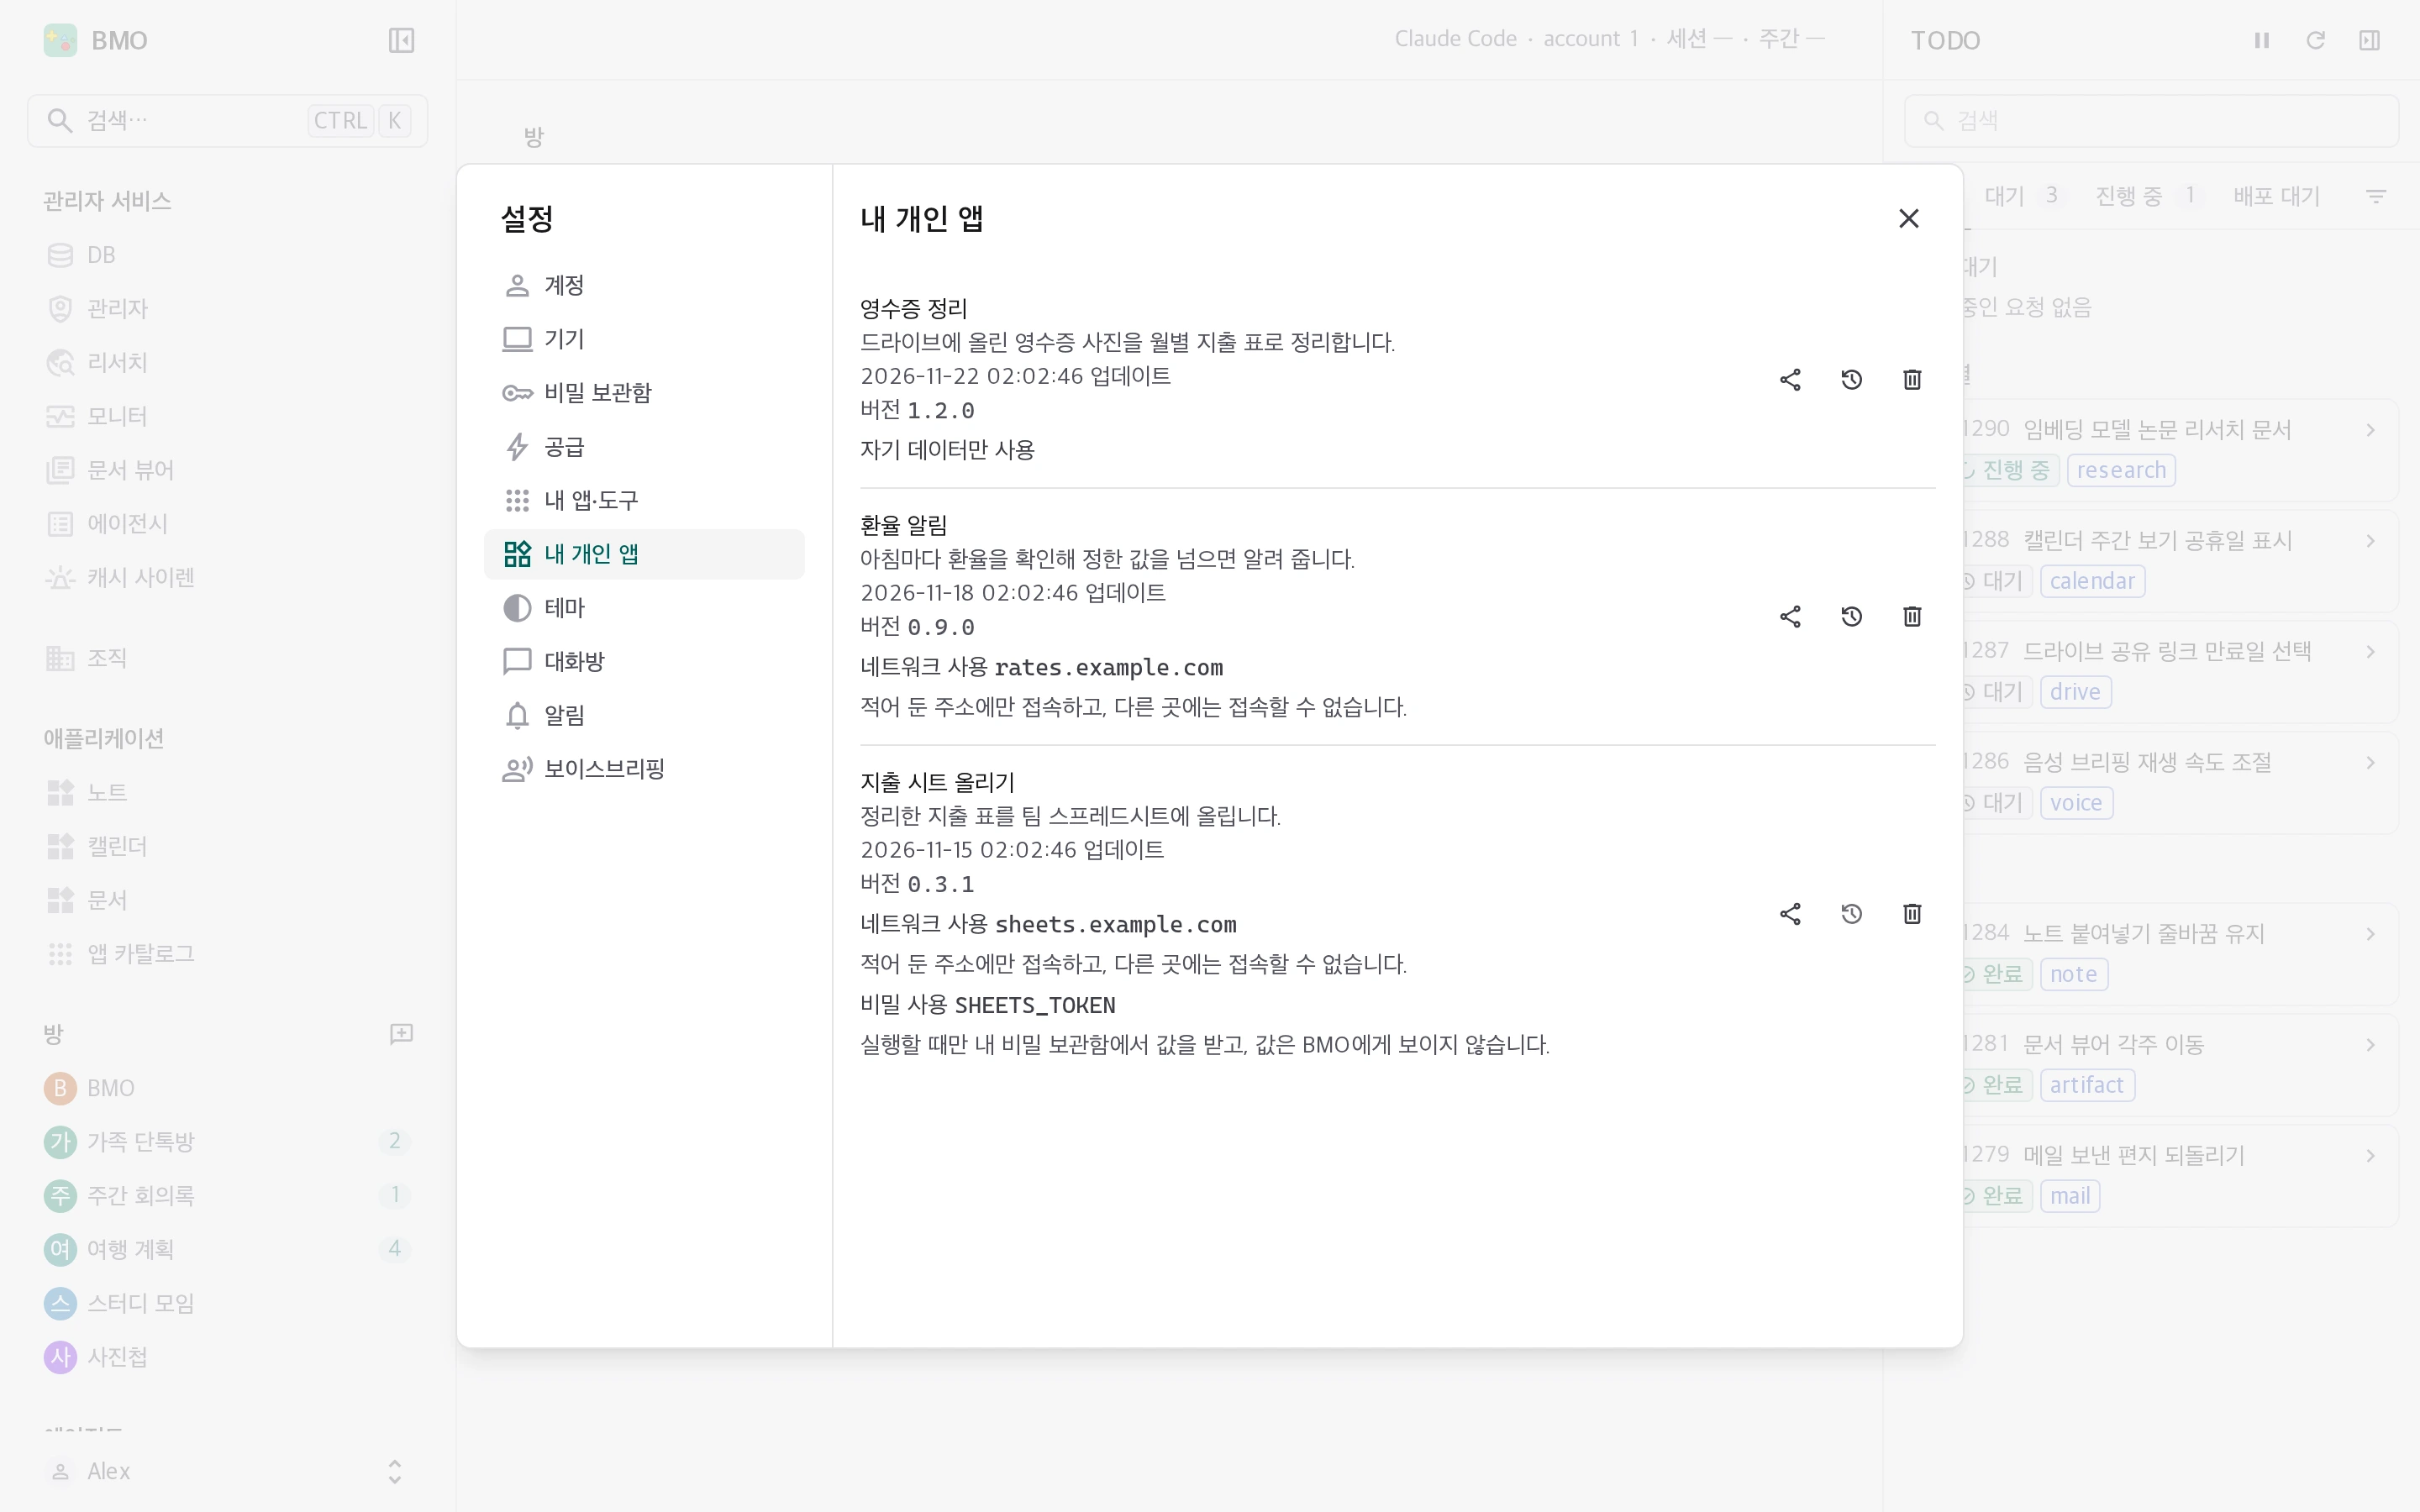 BMO
검색…
CTRL K
관리자 서비스
DB
관리자
리서치
모니터
문서 뷰어
에이전시
캐시 사이렌
조직
애플리케이션
노트
캘린더
문서
앱 카탈로그
방
B BMO
가 가족 단톡방 2
주 주간 회의록 1
여 여행 계획 4
스 스터디 모임
사 사진첩
Alex
Claude Code · account 1 · 세션 — · 주간 —
방
설정
계정
기기
비밀 보관함
공급
내 앱·도구
내 개인 앱
테마
대화방
알림
보이스브리핑
내 개인 앱
영수증 정리
드라이브에 올린 영수증 사진을 월별 지출 표로 정리합니다.
2026-11-22 02:02:46 업데이트
버전 1.2.0
자기 데이터만 사용
환율 알림
아침마다 환율을 확인해 정한 값을 넘으면 알려 줍니다.
2026-11-18 02:02:46 업데이트
버전 0.9.0
네트워크 사용 rates.example.com
적어 둔 주소에만 접속하고, 다른 곳에는 접속할 수 없습니다.
지출 시트 올리기
정리한 지출 표를 팀 스프레드시트에 올립니다.
2026-11-15 02:02:46 업데이트
버전 0.3.1
네트워크 사용 sheets.example.com
적어 둔 주소에만 접속하고, 다른 곳에는 접속할 수 없습니다.
비밀 사용 SHEETS_TOKEN
실행할 때만 내 비밀 보관함에서 값을 받고, 값은 BMO에게 보이지 않습니다.
TODO
검색
대기 3 진행 중 1 배포 대기
대기
중인 요청 없음
1290 임베딩 모델 논문 리서치 문서
진행 중 research
1288 캘린더 주간 보기 공휴일 표시
대기 calendar
1287 드라이브 공유 링크 만료일 선택
대기 drive
1286 음성 브리핑 재생 속도 조절
대기 voice
1284 노트 붙여넣기 줄바꿈 유지
완료 note
1281 문서 뷰어 각주 이동
완료 artifact
1279 메일 보낸 편지 되돌리기
완료 mail